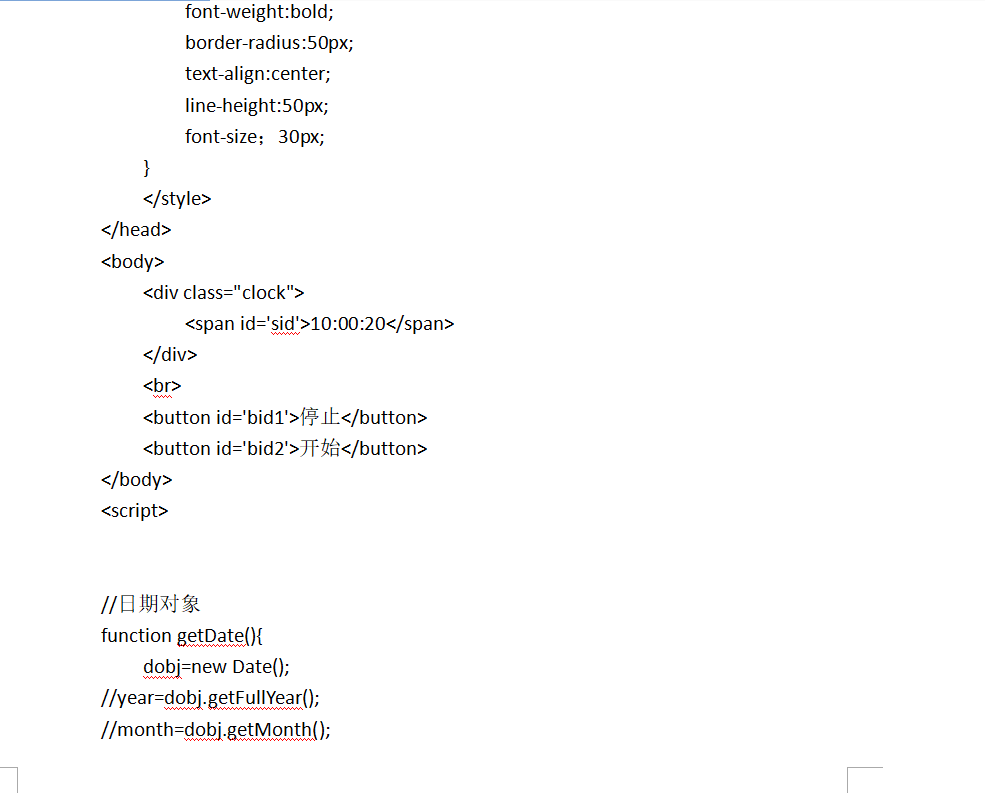 font-weight:bold;
border-radius:50px;
text-align:center;
line-height:50px;
font-size；30px;
}
</style>
</head>
<body>
<div class="clock">
<span id='sid'>10:00:20</span>
</div>
<br>
<button id='bid1'>停止</button>
<button id='bid2'>开始</button>
</body>
<script>
//日期对象
function getDate(){
dobj=new Date();
//year=dobj.getFullYear();
//month=dobj.getMonth();